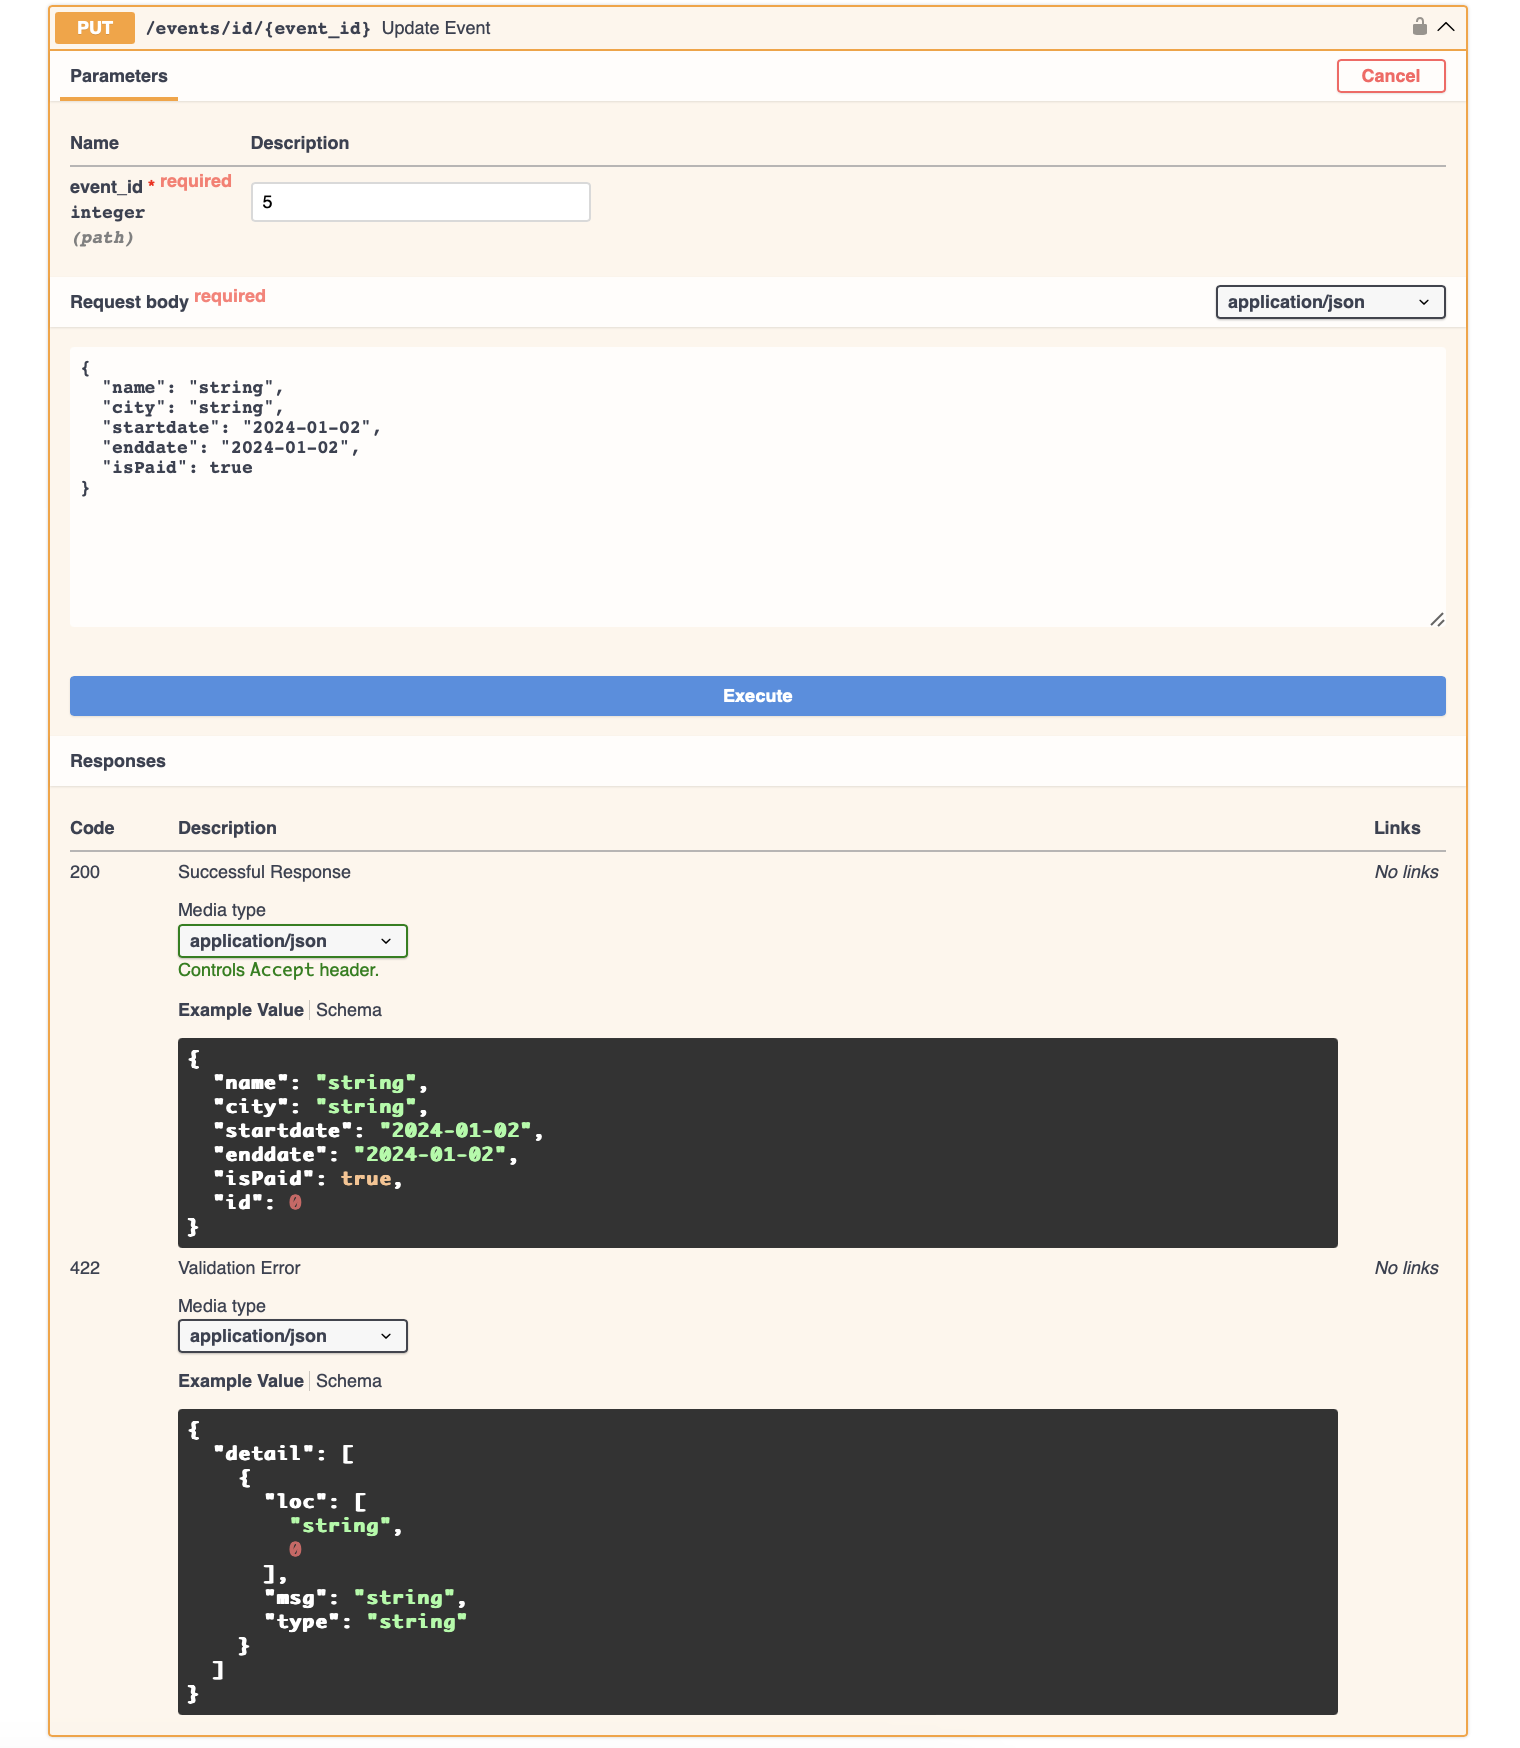 PUT /events/id/{event_id} Update Event
Parameters
Cancel
Name Description
event_id * required
integer
(path)
5
Request body required
application/json
{
  "name": "string",
  "city": "string",
  "startdate": "2024-01-02",
  "enddate": "2024-01-02",
  "isPaid": true
}
Execute
Responses
Code Description Links
200 Successful Response No links
Media type
application/json
Controls Accept header.
Example Value Schema
{
  "name": "string",
  "city": "string",
  "startdate": "2024-01-02",
  "enddate": "2024-01-02",
  "isPaid": true,
  "id": 0
}
422 Validation Error No links
Media type
application/json
Example Value Schema
{
  "detail": [
    {
      "loc": [
        "string",
        0
      ],
      "msg": "string",
      "type": "string"
    }
  ]
}